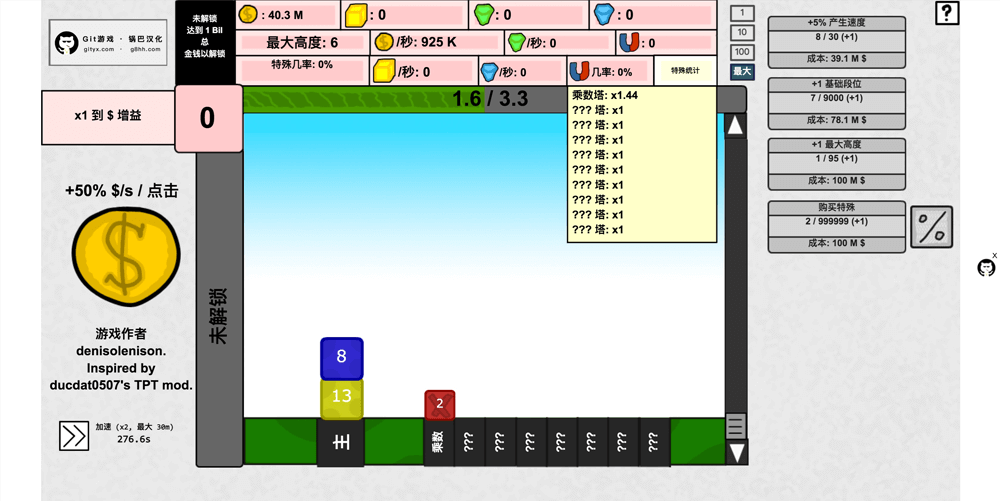 Git游戏 · 锅巴汉化
gityx.com · g8hh.com
未解锁
达到 1 Bil
总
金钱以解锁
: 40.3 M
: 0
: 0
: 0
最大高度: 6
/秒: 925 K
/秒: 0
: 0
特殊几率: 0%
/秒: 0
/秒: 0
几率: 0%
特殊统计
1
10
100
最大
?
x1 到 $ 增益
0
1.6 / 3.3
乘数塔: x1.44
??? 塔: x1
??? 塔: x1
??? 塔: x1
??? 塔: x1
??? 塔: x1
??? 塔: x1
??? 塔: x1
??? 塔: x1
??? 塔: x1
+5% 产生速度
8 / 30 (+1)
成本: 39.1 M $
+1 基础段位
7 / 9000 (+1)
成本: 78.1 M $
+1 最大高度
1 / 95 (+1)
成本: 100 M $
购买特殊
2 / 999999 (+1)
成本: 100 M $
%
X
+50% $/s / 点击
$
未解锁
游戏作者
denisolenison.
Inspired by
ducdat0507's TPT mod.
加速 (x2, 最大 30m)
276.6s
8
13
2
主
乘数
???
???
???
???
???
???
???